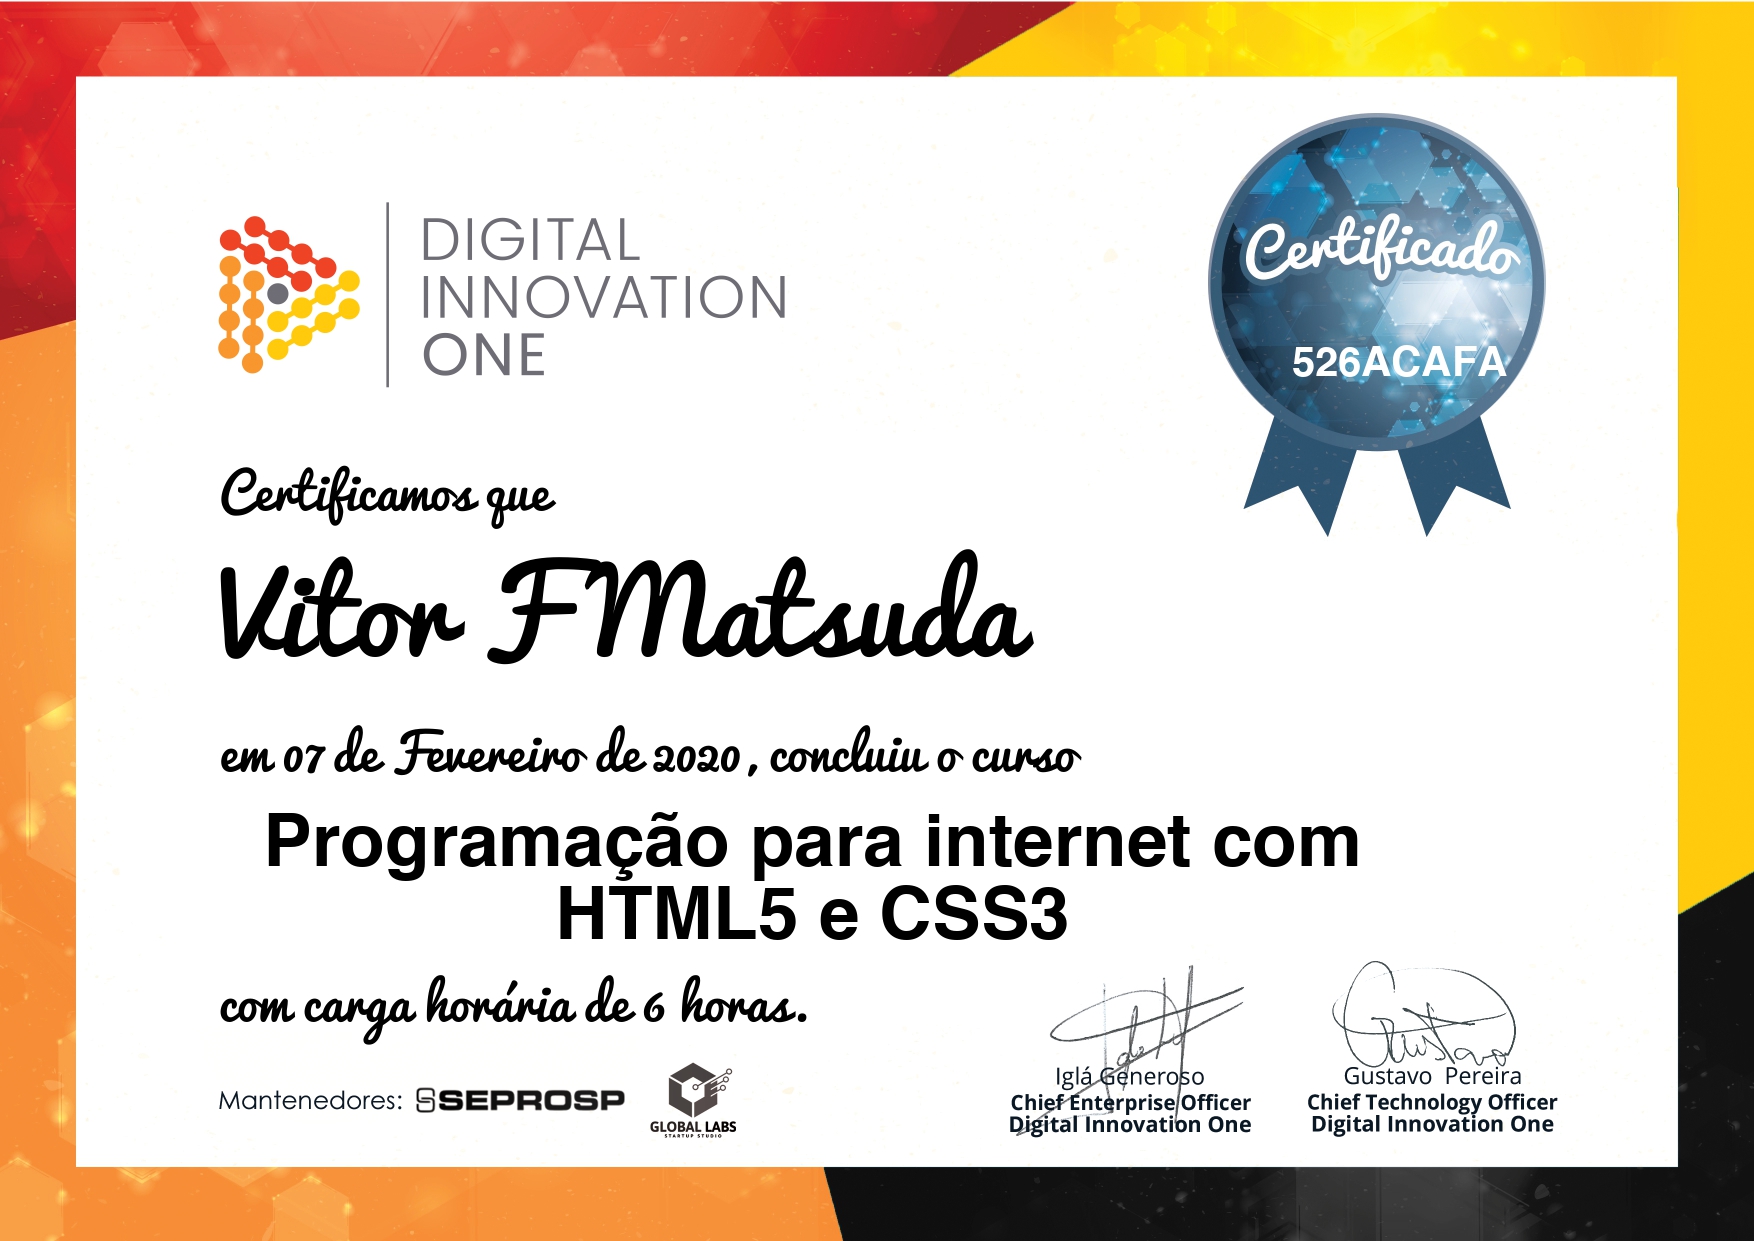 DIGITAL
INNOVATION
ONE
Certificado
526ACAFA
Certificamos que
Vitor FMatsuda
em 07 de Fevereiro de 2020, concluiu o curso
Programação para internet com
HTML5 e CSS3
com carga horária de 6 horas.
Mantenedores: SEPROSP
GLOBAL LABS
STARTUP STUDIO
Iglá Generoso
Chief Enterprise Officer
Digital Innovation One
Gustavo
Gustavo Pereira
Chief Technology Officer
Digital Innovation One